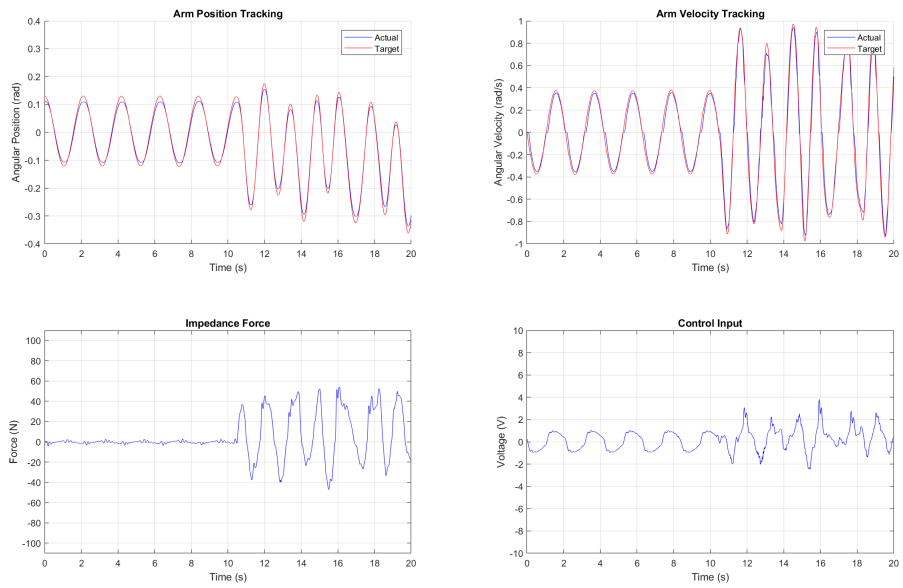 Arm Position Tracking
Angular Position (rad)
0.4
0.3
0.2
0.1
0
-0.1
-0.2
-0.3
-0.4
Actual
Target
0 2 4 6 8 10 12 14 16 18 20
Time (s)
Arm Velocity Tracking
Angular Velocity (rad/s)
1
0.8
0.6
0.4
0.2
0
-0.2
-0.4
-0.6
-0.8
-1
Actual
Target
0 2 4 6 8 10 12 14 16 18 20
Time (s)
Impedance Force
Force (N)
100
80
60
40
20
0
-20
-40
-60
-80
-100
0 2 4 6 8 10 12 14 16 18 20
Time (s)
Control Input
Voltage (V)
10
8
6
4
2
0
-2
-4
-6
-8
-10
0 2 4 6 8 10 12 14 16 18 20
Time (s)